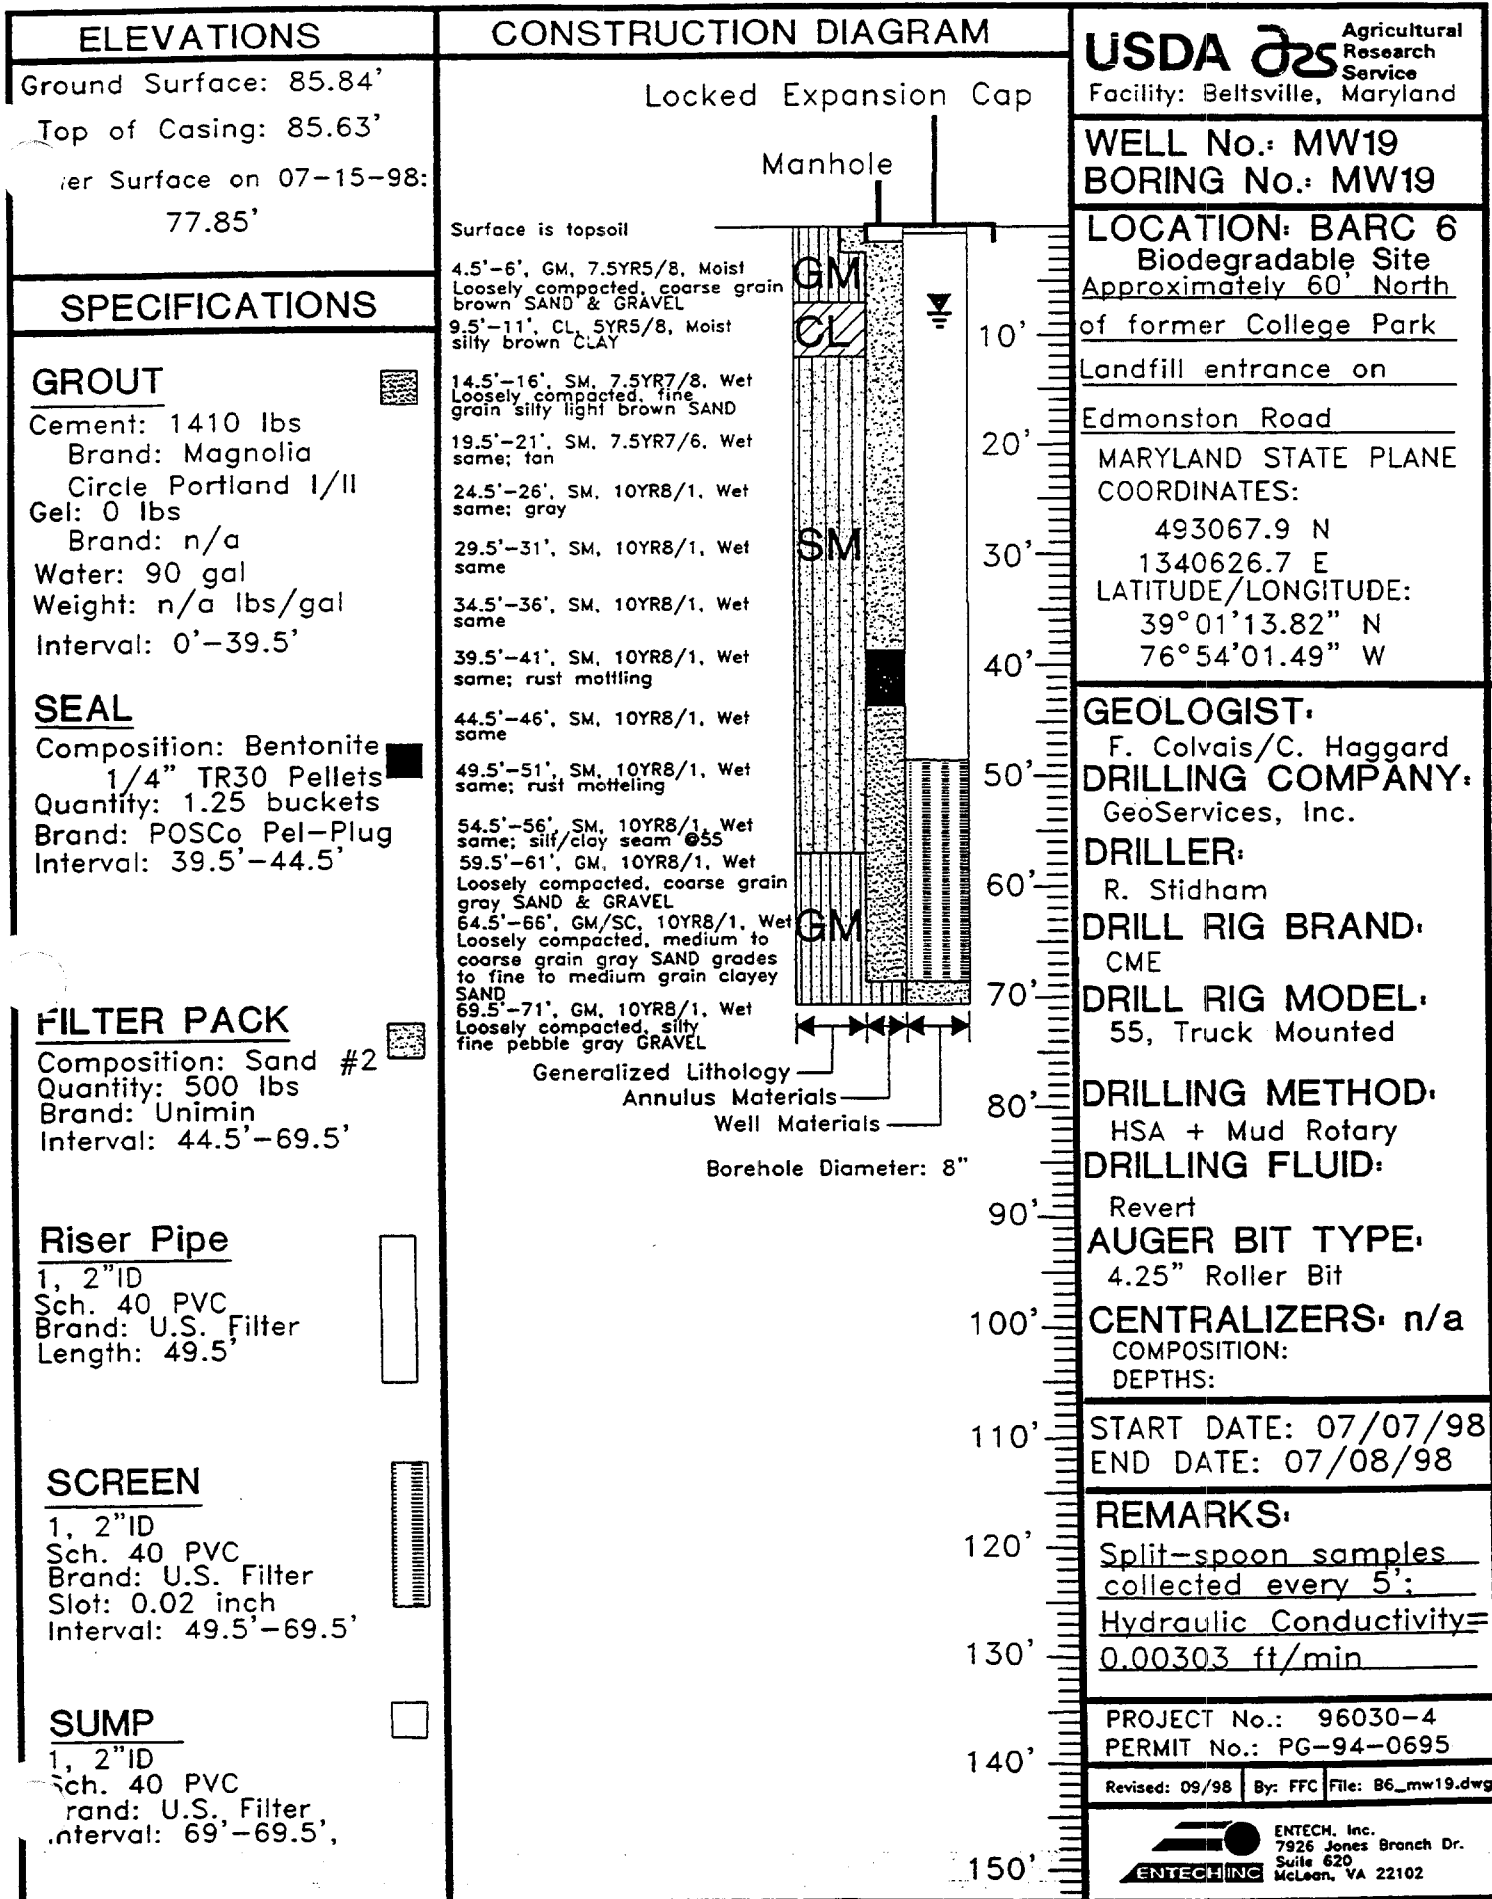 ELEVATIONS
Ground Surface: 85.84'
Top of Casing: 85.63'
er Surface on 07-15-98:
77.85'
SPECIFICATIONS
GROUT
Cement: 1410 lbs
Brand: Magnolia
Circle Portland I/II
Gel: 0 lbs
Brand: n/a
Water: 90 gal
Weight: n/a lbs/gal
Interval: 0'-39.5'
SEAL
Composition: Bentonite
1/4" TR30 Pellets
Quantity: 1.25 buckets
Brand: POSCo Pel-Plug
Interval: 39.5'-44.5'
FILTER PACK
Composition: Sand #2
Quantity: 500 lbs
Brand: Unimin
Interval: 44.5'-69.5'
Riser Pipe
1, 2"ID
Sch. 40 PVC
Brand: U.S. Filter
Length: 49.5'
SCREEN
1, 2"ID
Sch. 40 PVC
Brand: U.S. Filter
Slot: 0.02 inch
Interval: 49.5'-69.5'
SUMP
1, 2"ID
Sch. 40 PVC
rand: U.S. Filter
nterval: 69'-69.5',
CONSTRUCTION DIAGRAM
Locked Expansion Cap
Manhole
Surface is topsoil
4.5'-6', GM, 7.5YR5/8, Moist
Loosely compacted, coarse grain
brown SAND & GRAVEL
9.5'-11', CL, 5YR5/8, Moist
silty brown CLAY
14.5'-16', SM, 7.5YR7/8, Wet
Loosely compacted, fine
grain silty light brown SAND
19.5'-21', SM, 7.5YR7/6, Wet
same; tan
24.5'-26', SM, 10YR8/1, Wet
same; gray
29.5'-31', SM, 10YR8/1, Wet
same
34.5'-36', SM, 10YR8/1, Wet
same
39.5'-41', SM, 10YR8/1, Wet
same; rust mottling
44.5'-46', SM, 10YR8/1, Wet
same
49.5'-51', SM, 10YR8/1, Wet
same; rust motteling
54.5'-56', SM, 10YR8/1, Wet
same; silt/clay seam @55
59.5'-61', GM, 10YR8/1, Wet
Loosely compacted, coarse grain
gray SAND & GRAVEL
64.5'-66', GM/SC, 10YR8/1, Wet
Loosely compacted, medium to
coarse grain gray SAND grades
to fine to medium grain clayey
SAND
69.5'-71', GM, 10YR8/1, Wet
Loosely compacted, silty
fine pebble gray GRAVEL
GM
CL
SM
GM
Generalized Lithology
Annulus Materials
Well Materials
Borehole Diameter: 8"
10'
20'
30'
40'
50'
60'
70'
80'
90'
100'
110'
120'
130'
140'
150'
USDA ars Agricultural
Research
Service
Facility: Beltsville, Maryland
WELL No.: MW19
BORING No.: MW19
LOCATION: BARC 6
Biodegradable Site
Approximately 60' North
of former College Park
Landfill entrance on
Edmonston Road
MARYLAND STATE PLANE
COORDINATES:
493067.9 N
1340626.7 E
LATITUDE/LONGITUDE:
39°01'13.82" N
76°54'01.49" W
GEOLOGIST:
F. Colvais/C. Haggard
DRILLING COMPANY:
GeoServices, Inc.
DRILLER:
R. Stidham
DRILL RIG BRAND:
CME
DRILL RIG MODEL:
55, Truck Mounted
DRILLING METHOD:
HSA + Mud Rotary
DRILLING FLUID:
Revert
AUGER BIT TYPE:
4.25" Roller Bit
CENTRALIZERS: n/a
COMPOSITION:
DEPTHS:
START DATE: 07/07/98
END DATE: 07/08/98
REMARKS:
Split-spoon samples
collected every 5';
Hydraulic Conductivity=
0.00303 ft/min
PROJECT No.: 96030-4
PERMIT No.: PG-94-0695
Revised: 09/98 By: FFC File: B6_mw19.dwg
ENTECH INC
ENTECH, Inc.
7926 Jones Branch Dr.
Suite 620
McLean, VA 22102